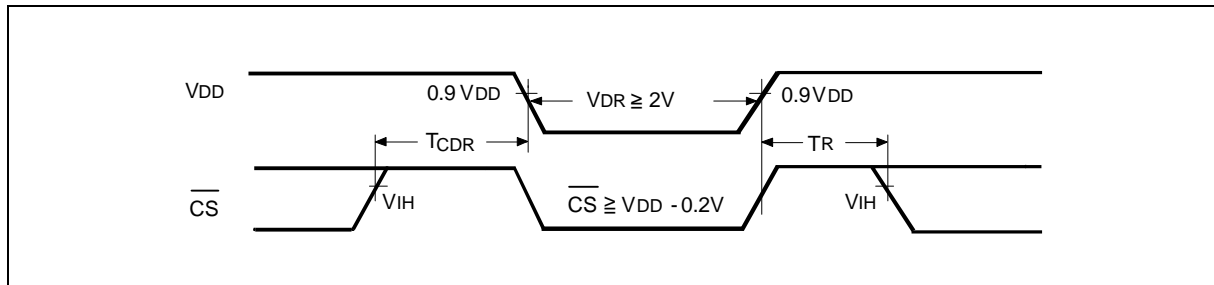 VDD
0.9 VDD
VDR ≧ 2V
0.9VDD
TCDR
TR
CS
VIH
CS ≧ VDD - 0.2V
VIH